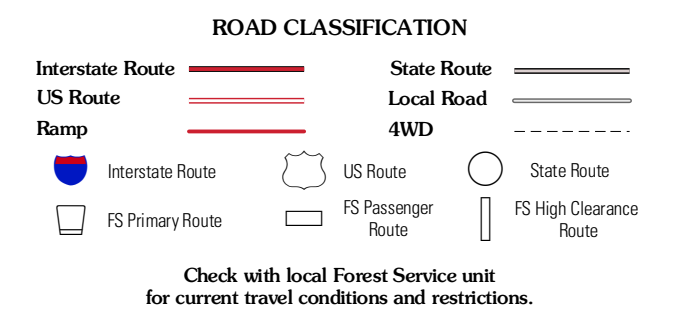 ROAD CLASSIFICATION
Interstate Route
State Route
US Route
Local Road
Ramp
4WD
Interstate Route
US Route
State Route
FS Primary Route
FS Passenger
Route
FS High Clearance
Route
Check with local Forest Service unit
for current travel conditions and restrictions.